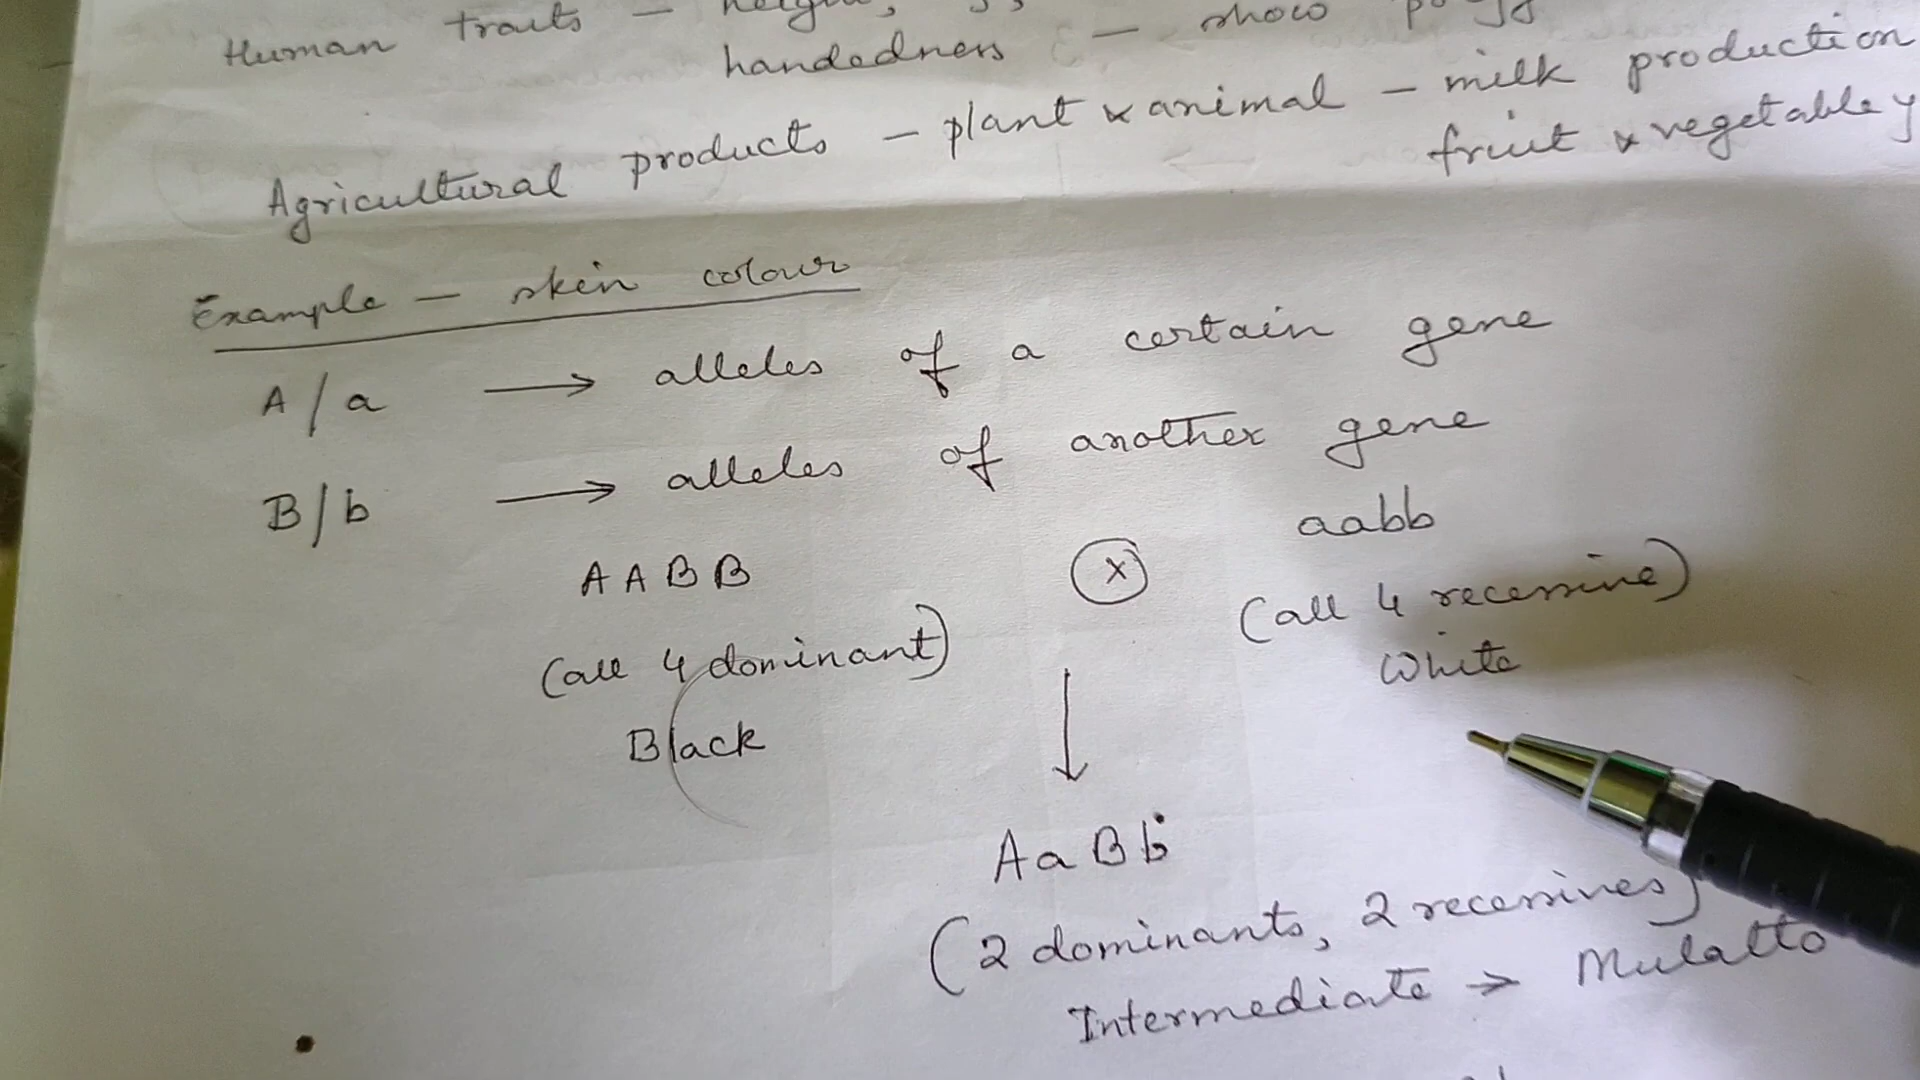 Human traits — height,
handedness — show
Agricultural products — plant & animal — milk production
fruit & vegetable
Example — skin colour
A/a → alleles of a certain gene
B/b → alleles of another gene
AABB ⓧ aabb
(all 4 dominant) (all 4 recessive)
Black White
↓
AaBb
(2 dominants, 2 recessives)
Intermediate → Mulatto